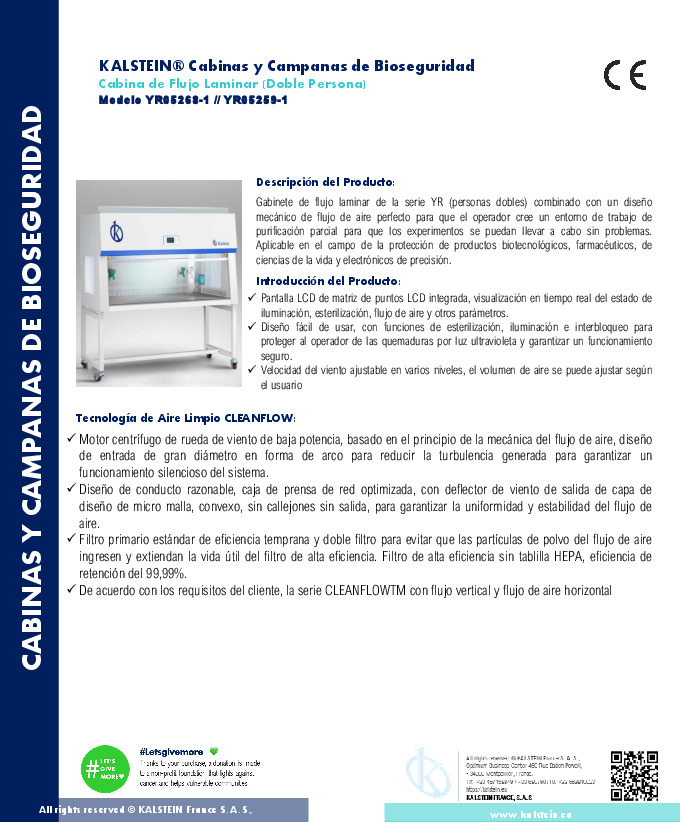 KALSTEIN® Cabinas y Campanas de Bioseguridad
Cabina de Flujo Laminar (Doble Persona)
Modelo YR05268-1 // YR05259-1
CABINAS Y CAMPANAS DE BIOSEGURIDAD
Descripción del Producto:
Gabinete de flujo laminar de la serie YR (personas dobles) combinado con un diseño
mecánico de flujo de aire perfecto para que el operador cree un entorno de trabajo de
purificación parcial para que los experimentos se puedan llevar a cabo sin problemas.
Aplicable en el campo de la protección de productos biotecnológicos, farmacéuticos, de
ciencias de la vida y electrónicos de precisión.
Introducción del Producto:
✓ Pantalla LCD de matriz de puntos LCD integrada, visualización en tiempo real del estado de
iluminación, esterilización, flujo de aire y otros parámetros.
✓ Diseño fácil de usar, con funciones de esterilización, iluminación e interbloqueo para
proteger al operador de las quemaduras por luz ultravioleta y garantizar un funcionamiento
seguro.
✓ Velocidad del viento ajustable en varios niveles, el volumen de aire se puede ajustar según
el usuario
Tecnología de Aire Limpio CLEANFLOW:
✓ Motor centrífugo de rueda de viento de baja potencia, basado en el principio de la mecánica del flujo de aire, diseño
de entrada de gran diámetro en forma de arco para reducir la turbulencia generada para garantizar un
funcionamiento silencioso del sistema.
✓ Diseño de conducto razonable, caja de prensa de red optimizada, con deflector de viento de salida de capa de
diseño de micro malla, convexo, sin callejones sin salida, para garantizar la uniformidad y estabilidad del flujo de
aire.
✓ Filtro primario estándar de eficiencia temprana y doble filtro para evitar que las partículas de polvo del flujo de aire
ingresen y extiendan la vida útil del filtro de alta eficiencia. Filtro de alta eficiencia sin tablilla HEPA, eficiencia de
retención del 99,99%.
✓ De acuerdo con los requisitos del cliente, la serie CLEANFLOWTM con flujo vertical y flujo de aire horizontal
#LET'S
GIVE
MORE
#Letsgivemore
Thanks to your purchase, a donation is made
to a non-profit foundation that fights against
cancer and helps vulnerable communities
All rights reserved © KALSTEIN France S. A. S.,
Optimum Business Center 450 Rue Baden Powell,
• 34000 Montpellier, France.
https://kalstein.eu
KALSTEIN FRANCE, S.A.S
All rights reserved © KALSTEIN France S. A. S.,
www.kalstein.eu